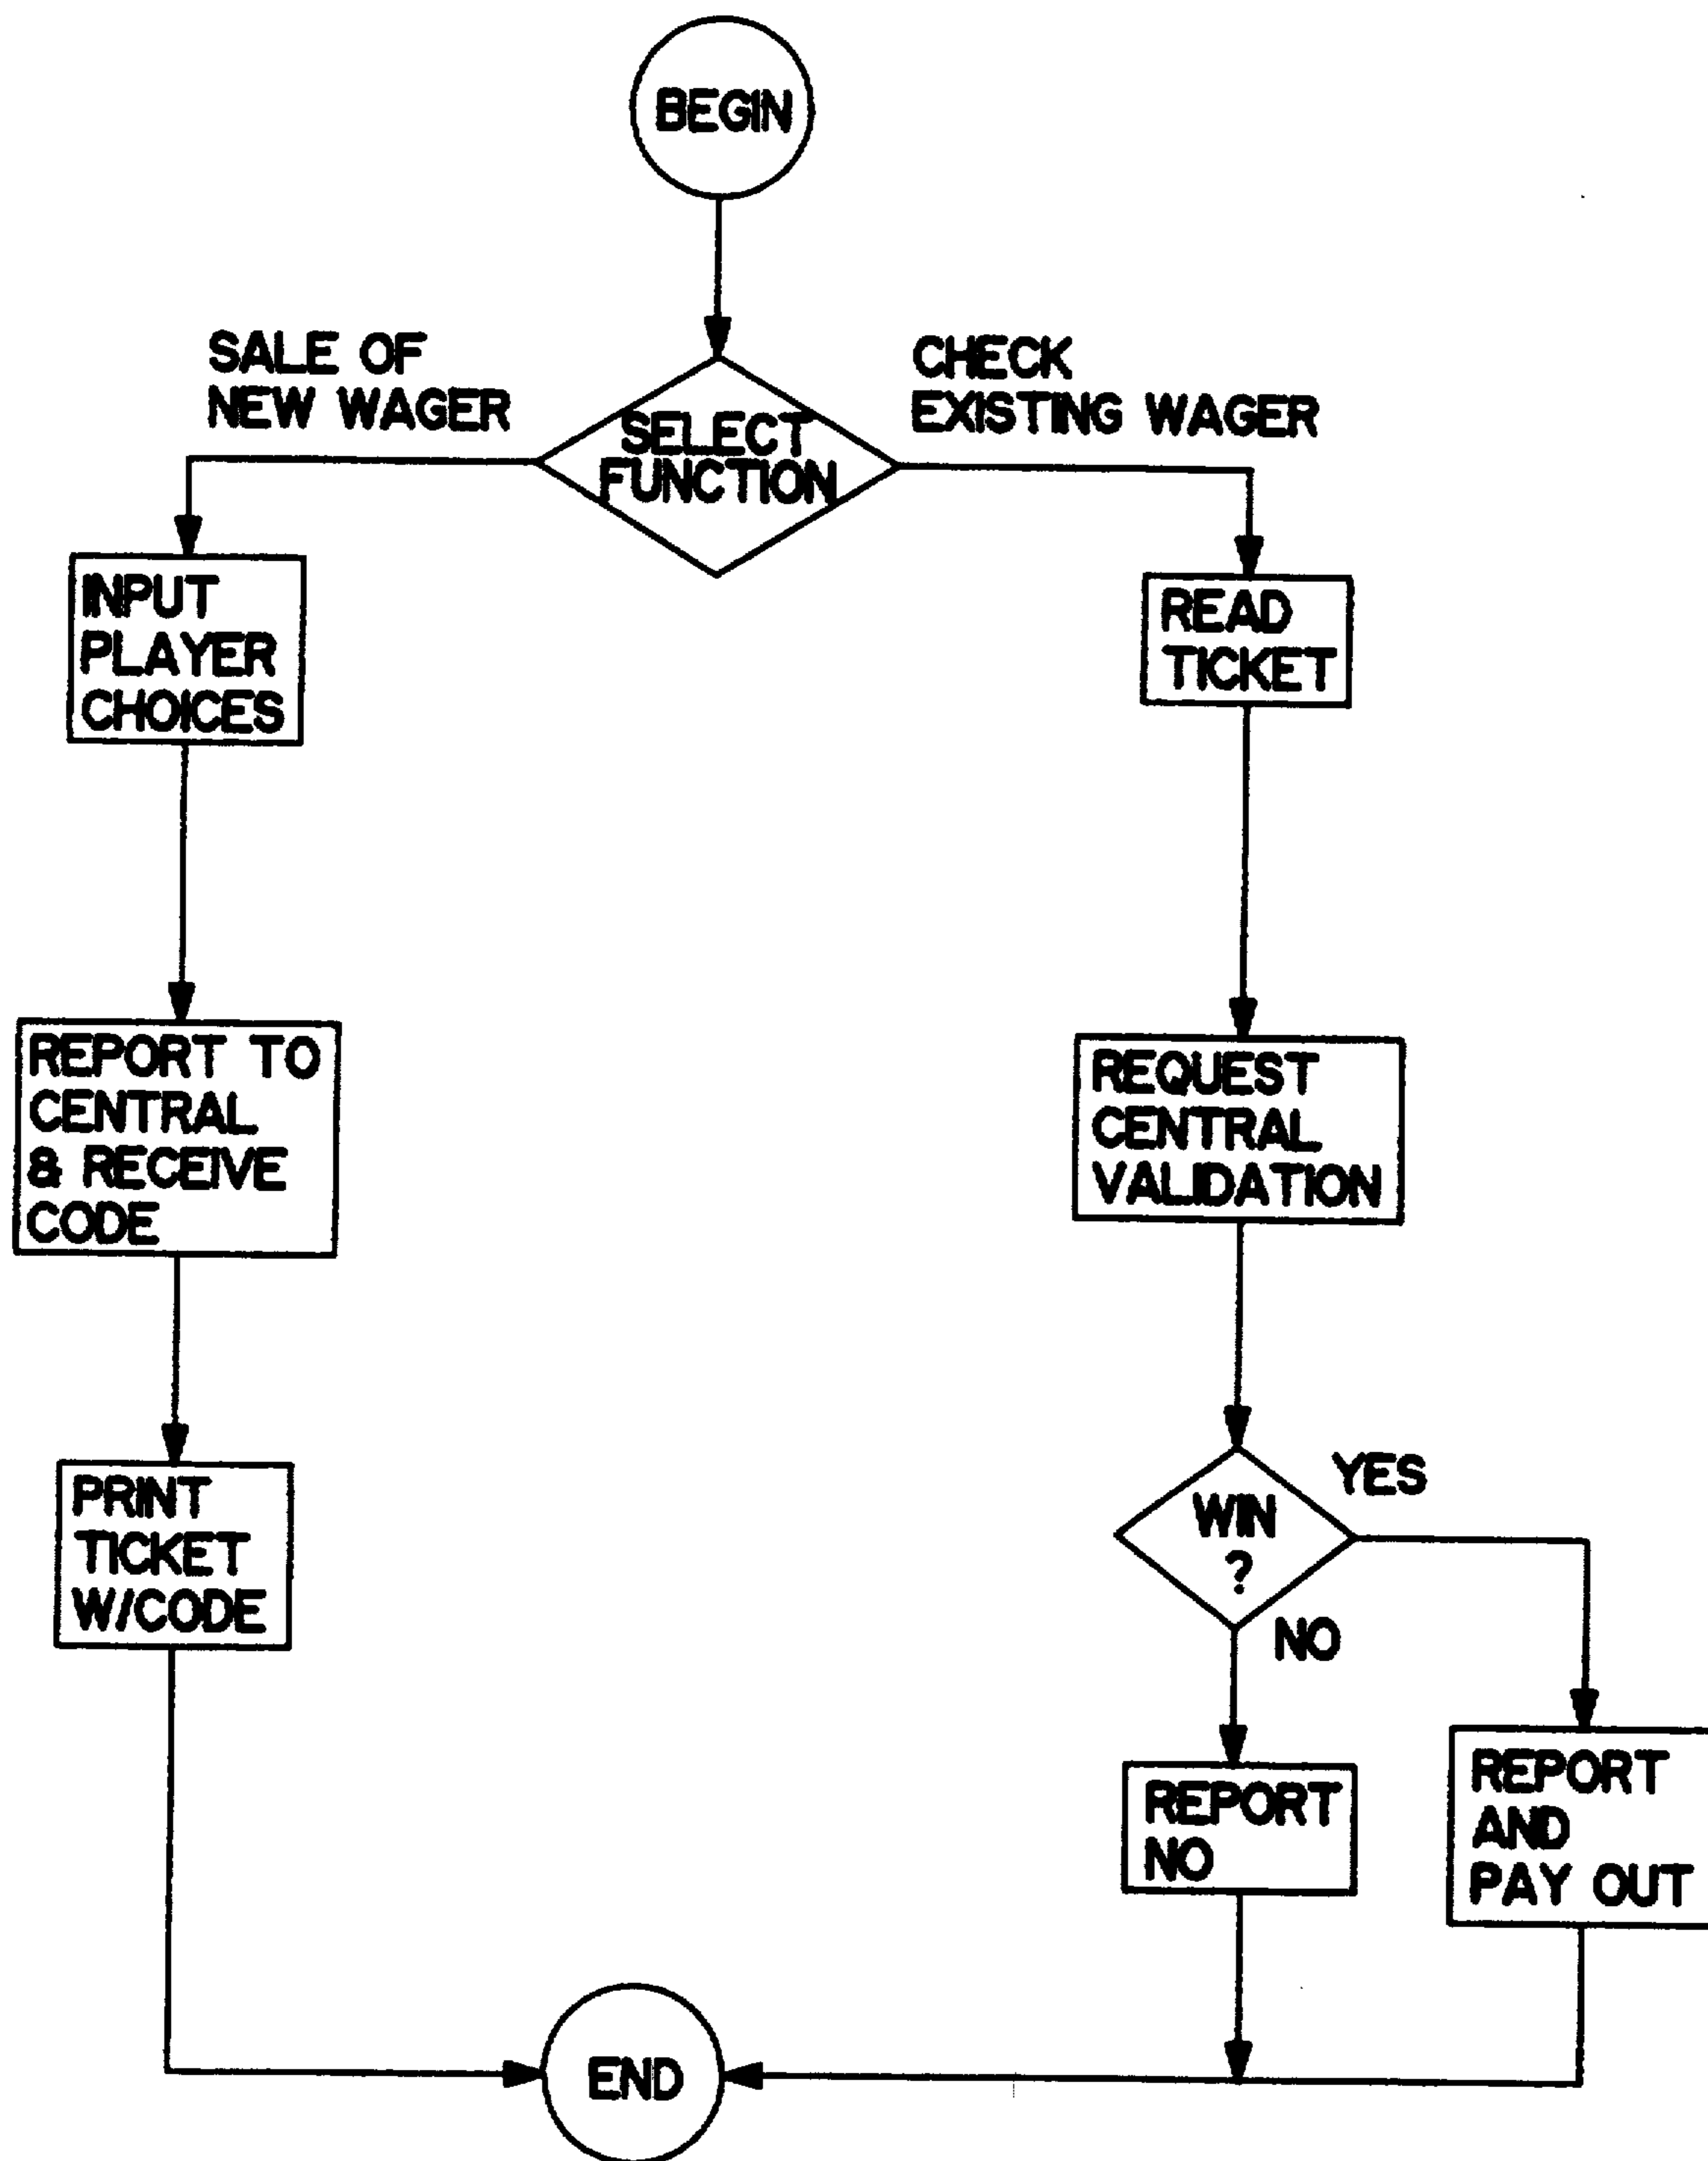 BEGIN
SALE OF
NEW WAGER
SELECT
FUNCTION
CHECK
EXISTING WAGER
INPUT
PLAYER
CHOICES
READ
TICKET
REPORT TO
CENTRAL
& RECEIVE
CODE
REQUEST
CENTRAL
VALIDATION
PRINT
TICKET
W/CODE
WIN
?
YES
NO
REPORT
NO
REPORT
AND
PAY OUT
END